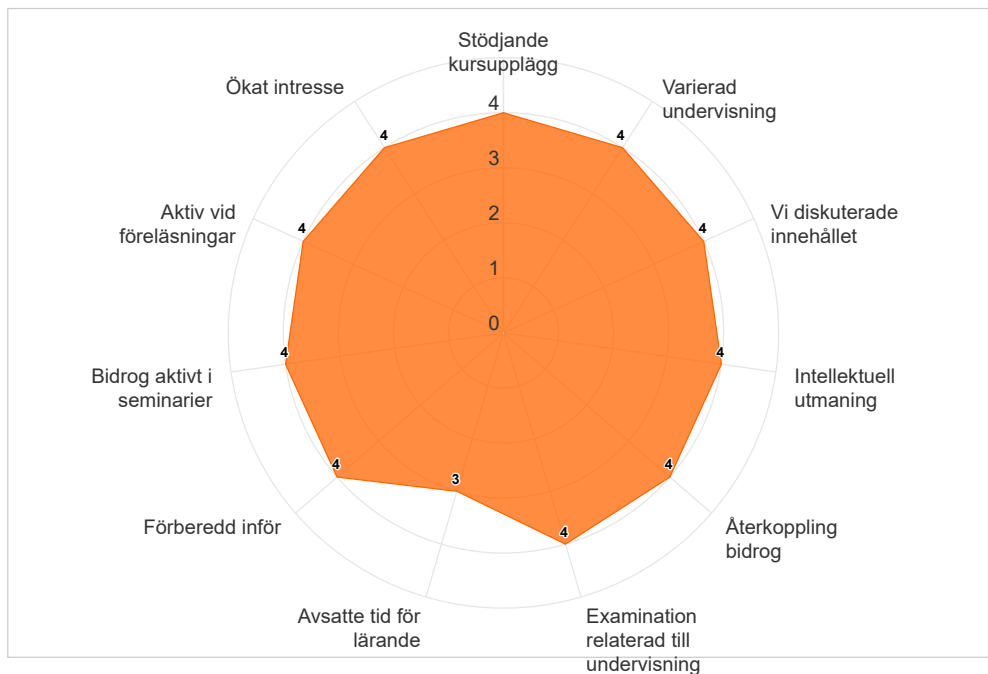 Stödjande
kursupplägg
Varierad
undervisning
Vi diskuterade
innehållet
Intellektuell
utmaning
Återkoppling
bidrog
Examination
relaterad till
undervisning
Avsatte tid för
lärande
Förberedd inför
Bidrog aktivt i
seminarier
Aktiv vid
föreläsningar
Ökat intresse
4
3
2
1
0
4
4
4
4
4
3
4
4
4
4